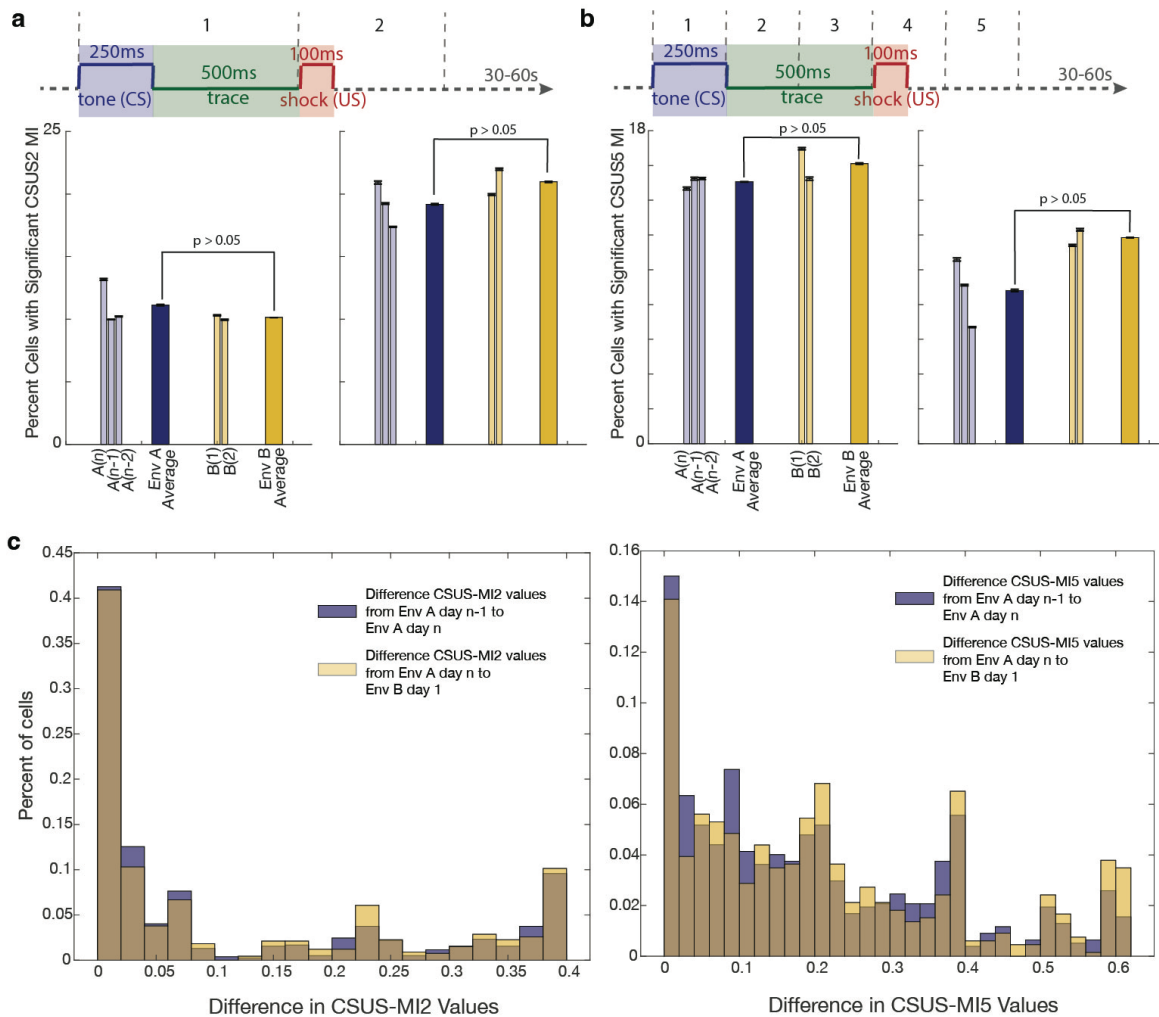 a
1
2
250ms
100ms
500ms
30-60s
tone (CS)
trace
shock (US)
Percent Cells with Significant CSUS2 MI
25
0
p > 0.05
p > 0.05
A(n)
A(n-1)
A(n-2)
Env A
Average
B(1)
B(2)
Env B
Average
b
1
2
3
4
5
250ms
100ms
500ms
30-60s
tone (CS)
trace
shock (US)
Percent Cells with Significant CSUS5 MI
18
0
p > 0.05
p > 0.05
A(n)
A(n-1)
A(n-2)
Env A
Average
B(1)
B(2)
Env B
Average
c
Percent of cells
0.45
0.4
0.35
0.3
0.25
0.2
0.15
0.1
0.05
0
Difference CSUS-MI2 values
from Env A day n-1 to
Env A day n
Difference CSUS-MI2 values
from Env A day n to
Env B day 1
0 0.05 0.1 0.15 0.2 0.25 0.3 0.35 0.4
Difference in CSUS-MI2 Values
0.16
0.14
0.12
0.1
0.08
0.06
0.04
0.02
0
Difference CSUS-MI5 values
from Env A day n-1 to
Env A day n
Difference CSUS-MI5 values
from Env A day n to
Env B day 1
0 0.1 0.2 0.3 0.4 0.5 0.6
Difference in CSUS-MI5 Values